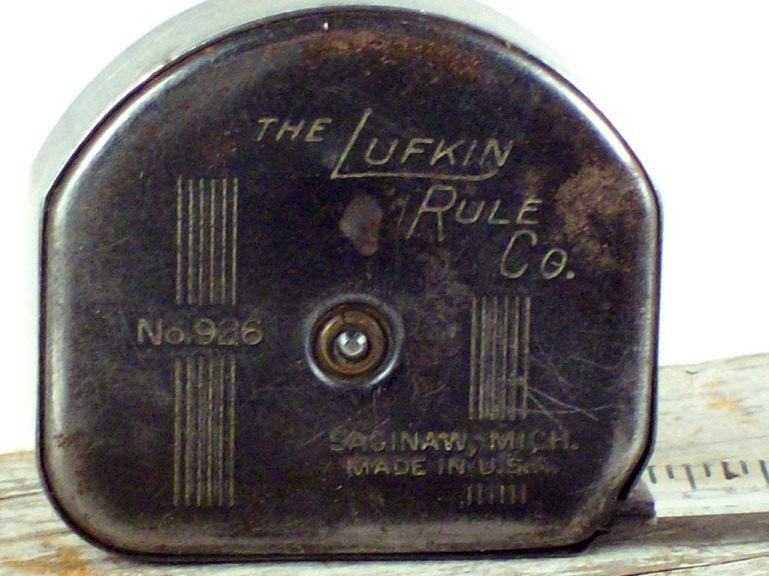 THE LUFKIN
RULE
Co.
No. 926
SAGINAW, MICH.
MADE IN U.S.A.